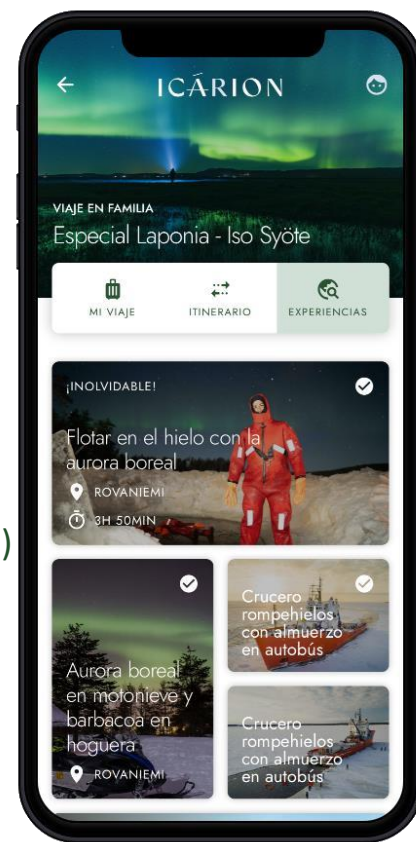 ICÁRION
VIAJE EN FAMILIA
Especial Laponia - Iso Syöte
MI VIAJE
ITINERARIO
EXPERIENCIAS
¡INOLVIDABLE!
Flotar en el hielo con la
aurora boreal
ROVANIEMI
3H 50MIN
)
Aurora boreal
en motonieve y
barbacoa en
hoguera
ROVANIEMI
Crucero
rompehielos
con almuerzo
en autobús
Crucero
rompehielos
con almuerzo
en autobús